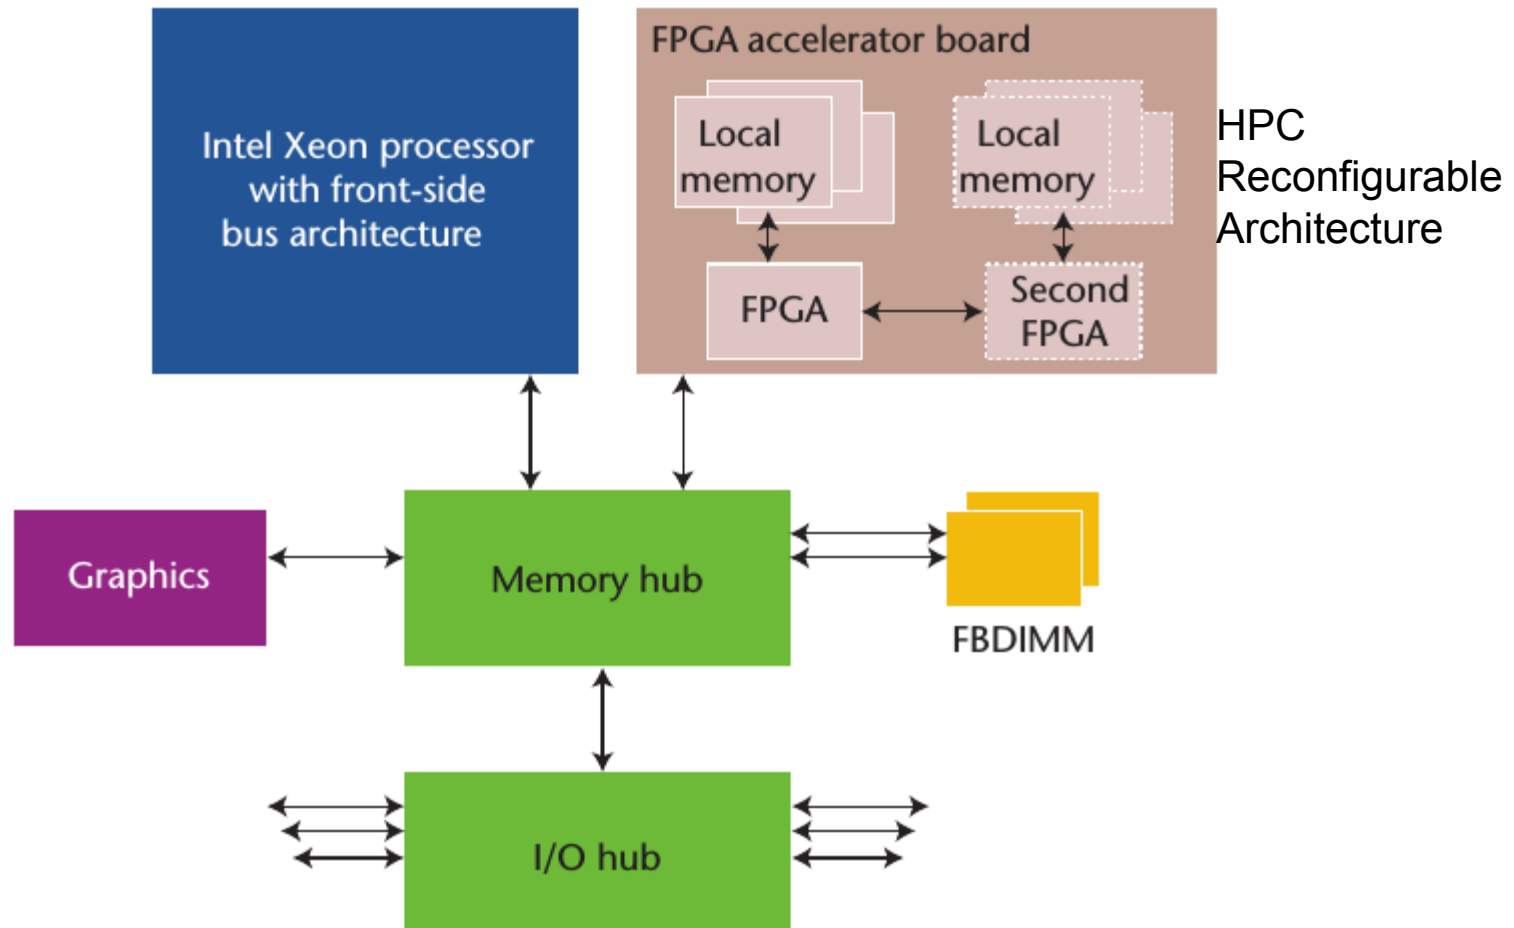 Intel Xeon processor
with front-side
bus architecture
FPGA accelerator board
Local
memory
Local
memory
FPGA
Second
FPGA
HPC
Reconfigurable
Architecture
Graphics
Memory hub
FBDIMM
I/O hub